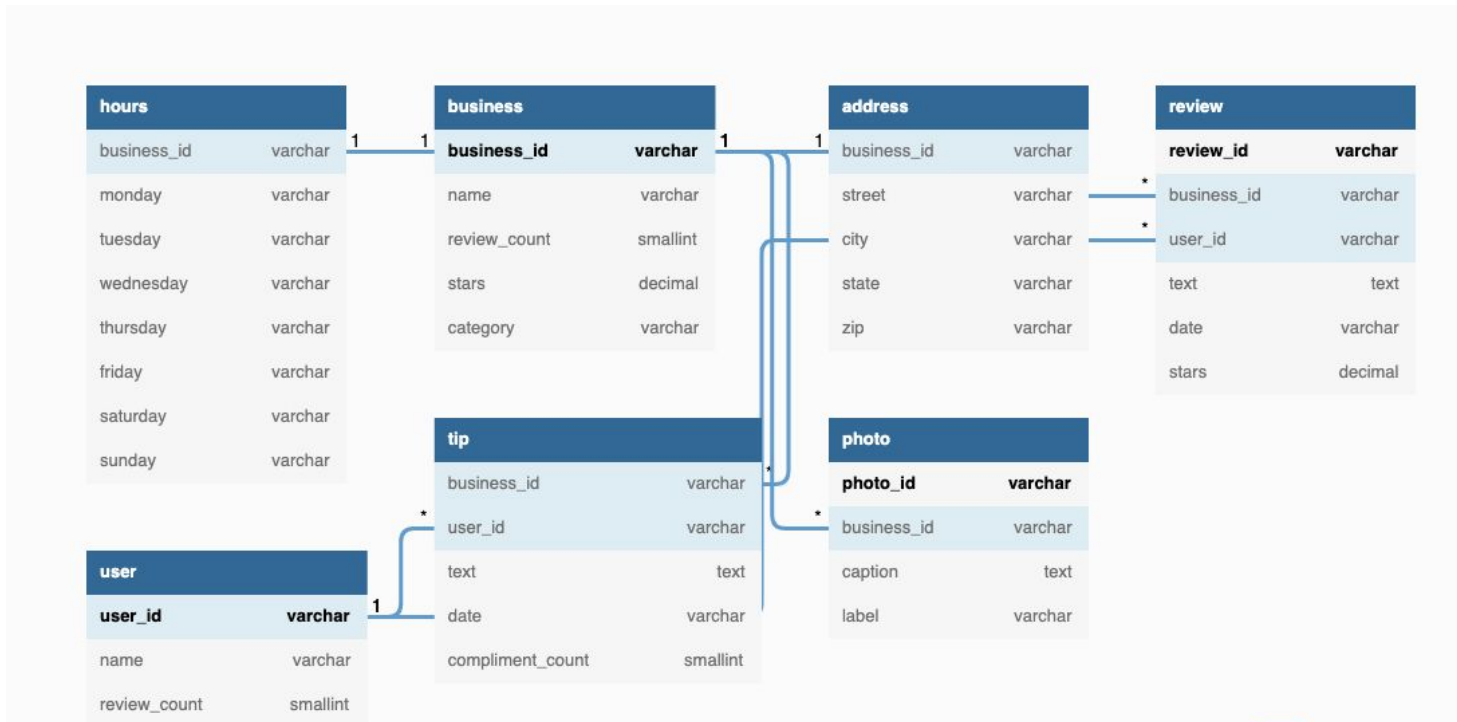 hours
business_id varchar
monday varchar
tuesday varchar
wednesday varchar
thursday varchar
friday varchar
saturday varchar
sunday varchar
1
1
business
business_id varchar
name varchar
review_count smallint
stars decimal
category varchar
1
1
address
business_id varchar
street varchar
city varchar
state varchar
zip varchar
*
*
review
review_id varchar
business_id varchar
user_id varchar
text text
date varchar
stars decimal
tip
business_id varchar
user_id varchar
text text
date varchar
compliment_count smallint
*
*
*
photo
photo_id varchar
business_id varchar
caption text
label varchar
user
user_id varchar
name varchar
review_count smallint
1